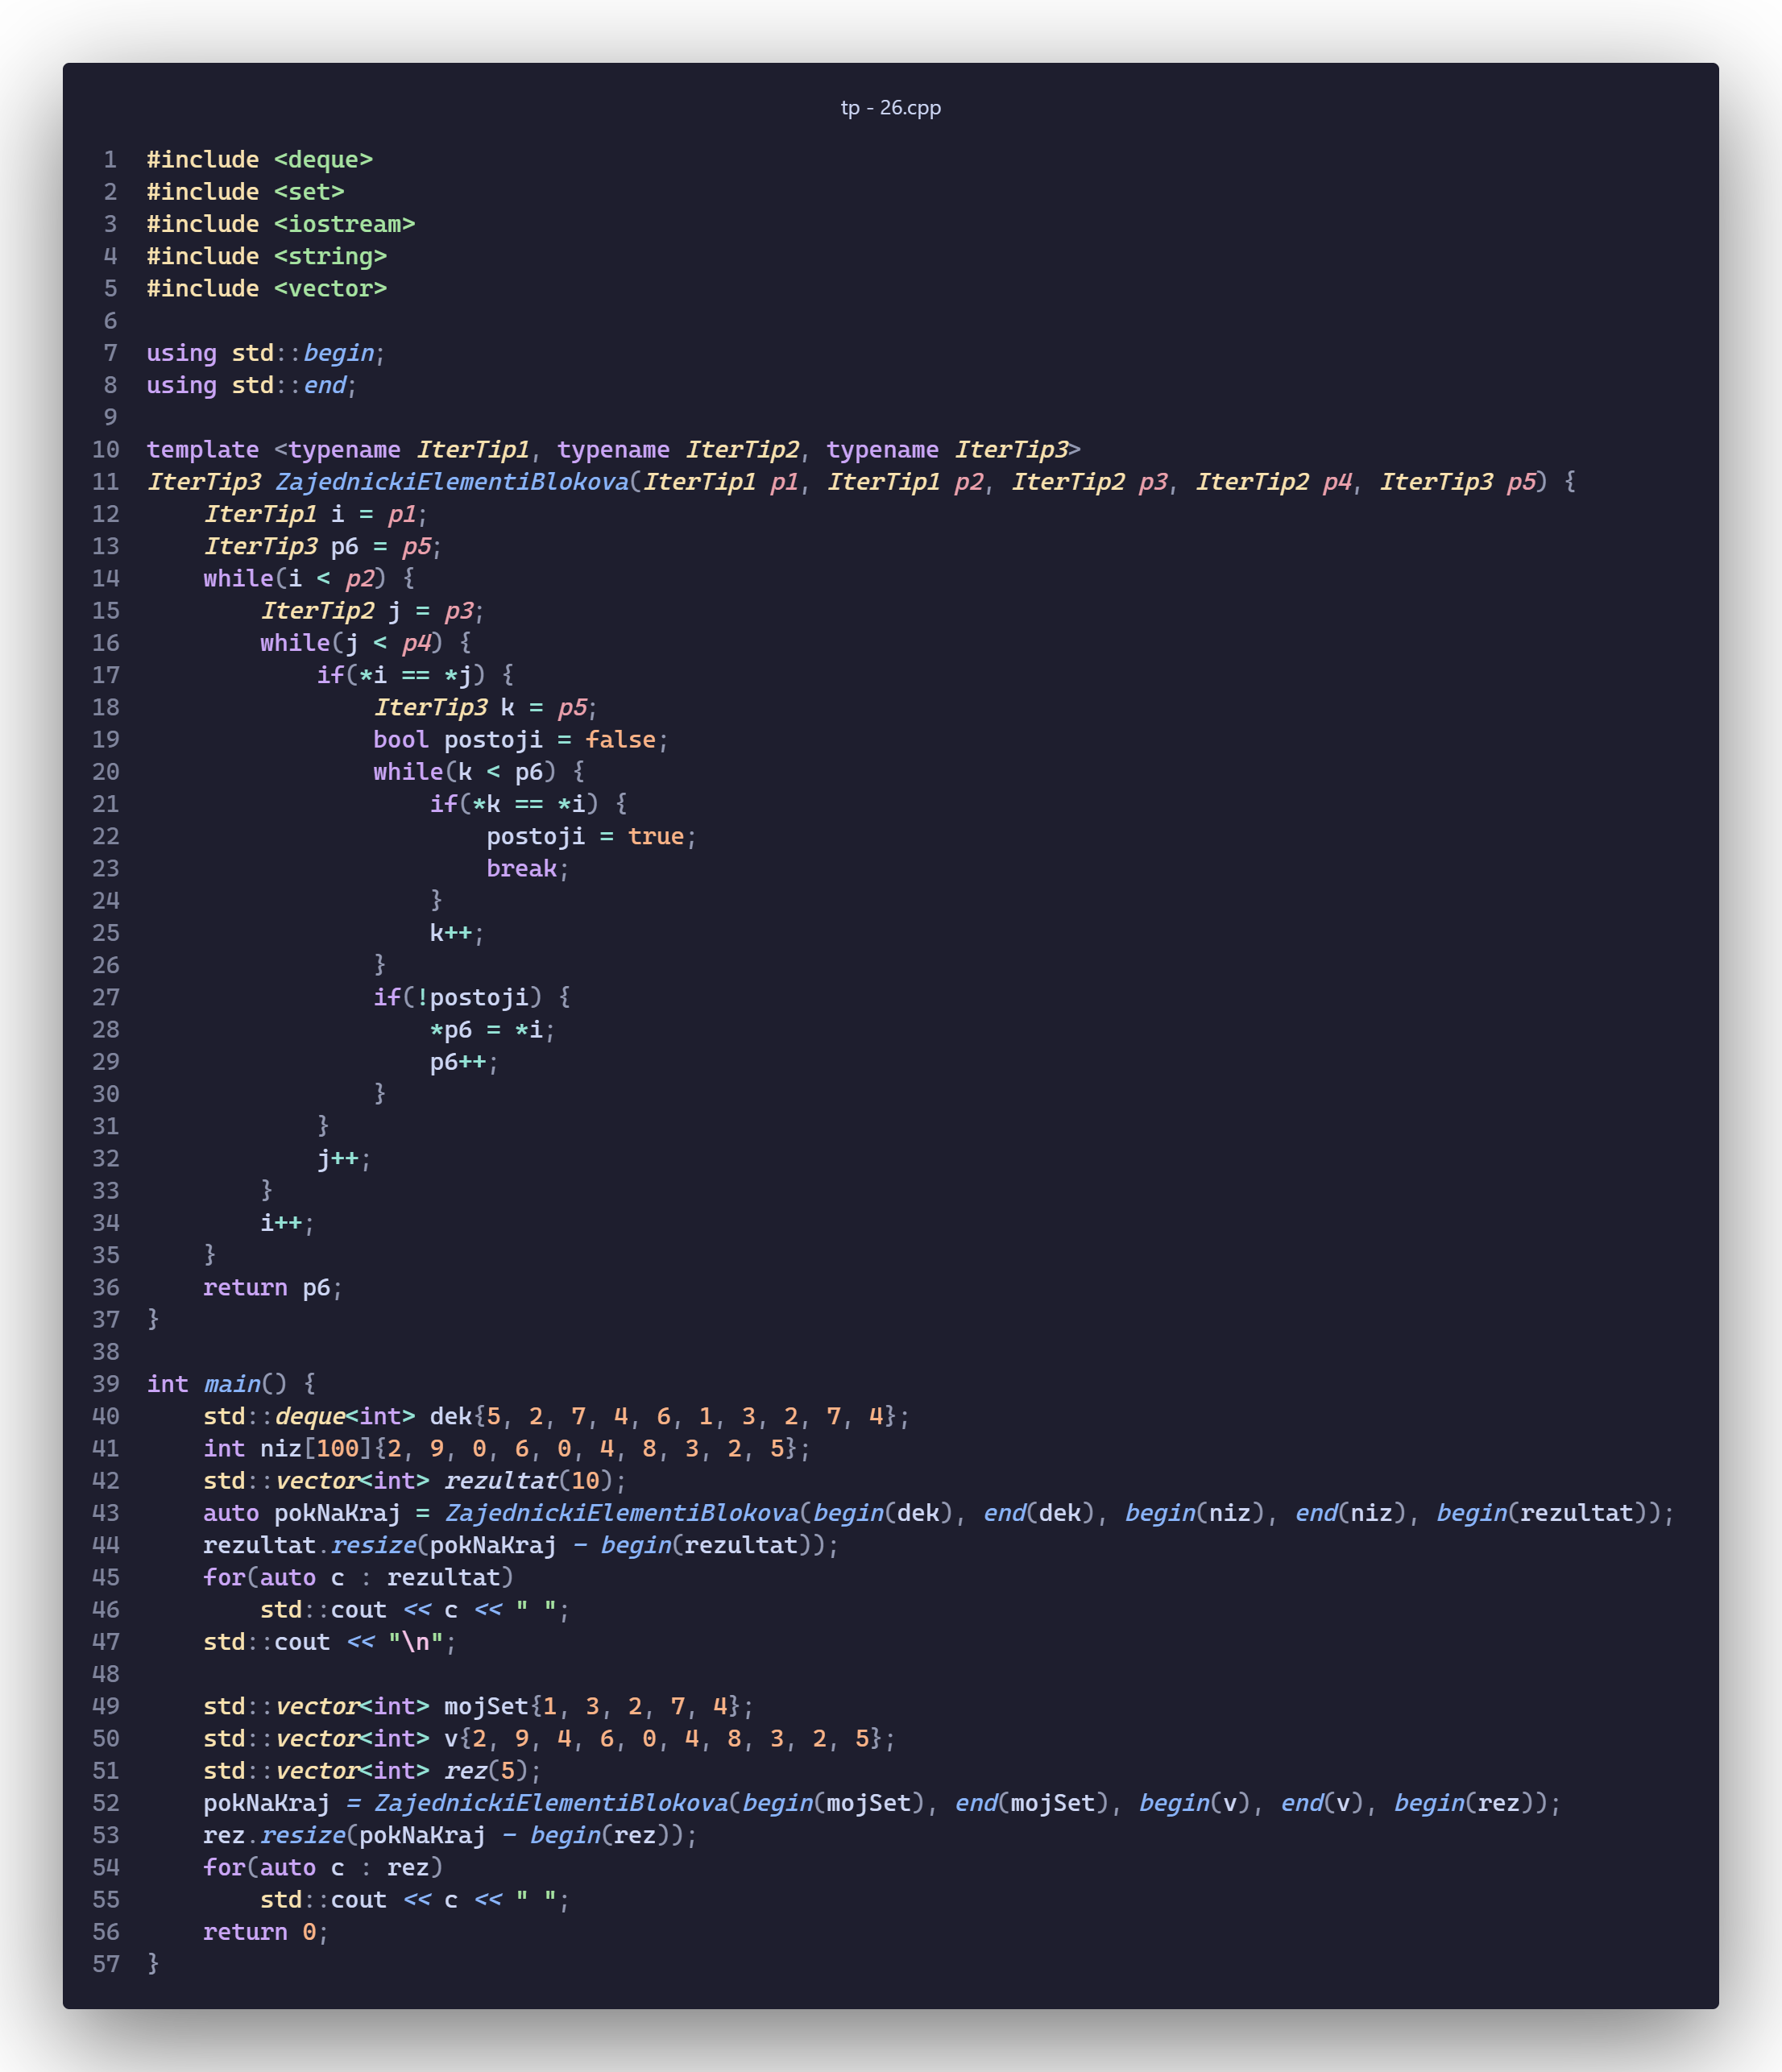 tp - 26.cpp
1 #include <deque>
2 #include <set>
3 #include <iostream>
4 #include <string>
5 #include <vector>
6
7 using std::begin;
8 using std::end;
9
10 template <typename IterTip1, typename IterTip2, typename IterTip3>
11 IterTip3 ZajednickiElementiBlokova(IterTip1 p1, IterTip1 p2, IterTip2 p3, IterTip2 p4, IterTip3 p5) {
12     IterTip1 i = p1;
13     IterTip3 p6 = p5;
14     while(i < p2) {
15         IterTip2 j = p3;
16         while(j < p4) {
17             if(*i == *j) {
18                 IterTip3 k = p5;
19                 bool postoji = false;
20                 while(k < p6) {
21                     if(*k == *i) {
22                         postoji = true;
23                         break;
24                     }
25                     k++;
26                 }
27                 if(!postoji) {
28                     *p6 = *i;
29                     p6++;
30                 }
31             }
32             j++;
33         }
34         i++;
35     }
36     return p6;
37 }
38
39 int main() {
40     std::deque<int> dek{5, 2, 7, 4, 6, 1, 3, 2, 7, 4};
41     int niz[100]{2, 9, 0, 6, 0, 4, 8, 3, 2, 5};
42     std::vector<int> rezultat(10);
43     auto pokNaKraj = ZajednickiElementiBlokova(begin(dek), end(dek), begin(niz), end(niz), begin(rezultat));
44     rezultat.resize(pokNaKraj - begin(rezultat));
45     for(auto c : rezultat)
46         std::cout << c << " ";
47     std::cout << "\n";
48
49     std::vector<int> mojSet{1, 3, 2, 7, 4};
50     std::vector<int> v{2, 9, 4, 6, 0, 4, 8, 3, 2, 5};
51     std::vector<int> rez(5);
52     pokNaKraj = ZajednickiElementiBlokova(begin(mojSet), end(mojSet), begin(v), end(v), begin(rez));
53     rez.resize(pokNaKraj - begin(rez));
54     for(auto c : rez)
55         std::cout << c << " ";
56     return 0;
57 }